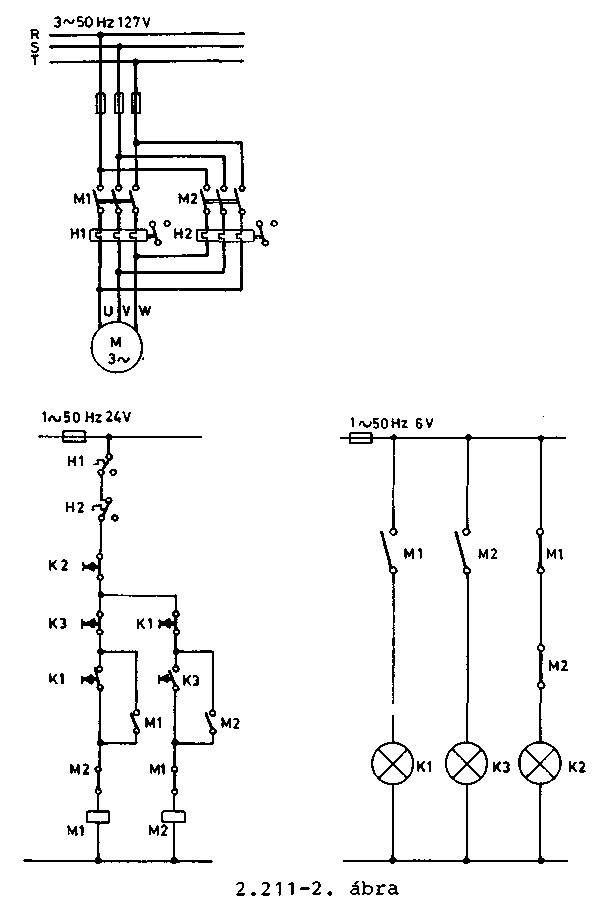 3~50 Hz 127V
R
S
T
M1
M2
H1
H2
U V W
M
3~
1~50 Hz 24V
1~50Hz 6V
H1
H2
K2
K3
K1
K1
K3
M1
M2
M2
M1
M1
M2
M1
M2
M1
M2
K1
K3
K2
2.211-2. ábra